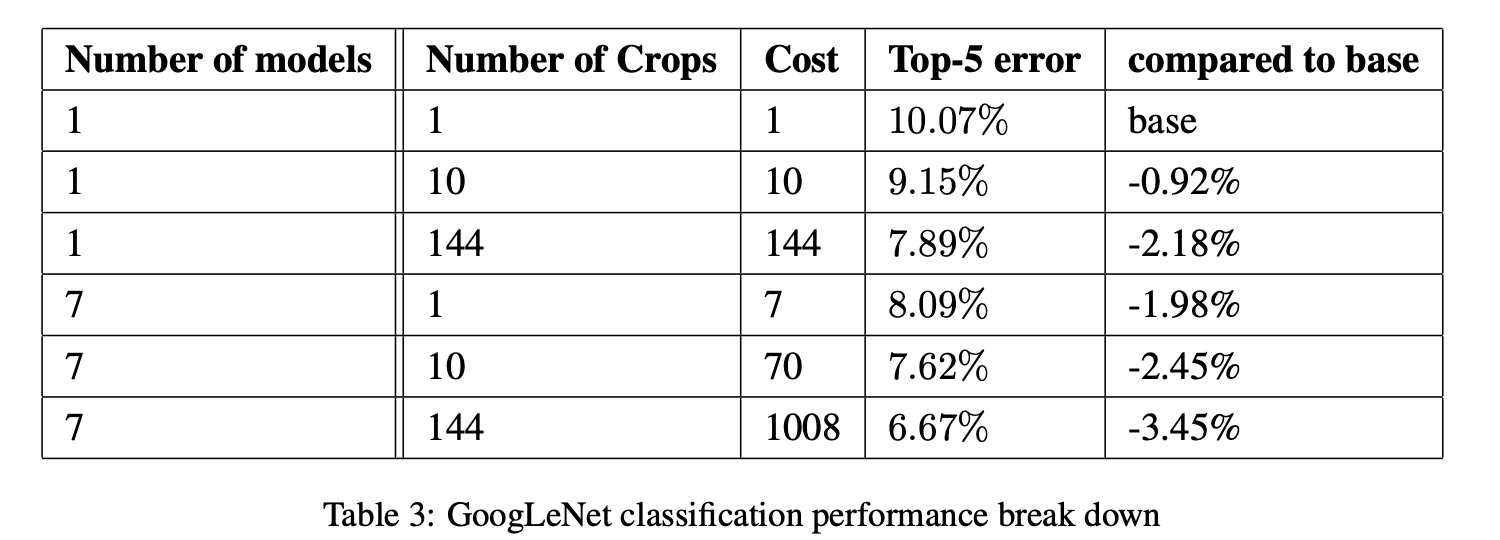 Number of models Number of Crops Cost Top-5 error compared to base
1 1 1 10.07% base
1 10 10 9.15% -0.92%
1 144 144 7.89% -2.18%
7 1 7 8.09% -1.98%
7 10 70 7.62% -2.45%
7 144 1008 6.67% -3.45%
Table 3: GoogLeNet classification performance break down